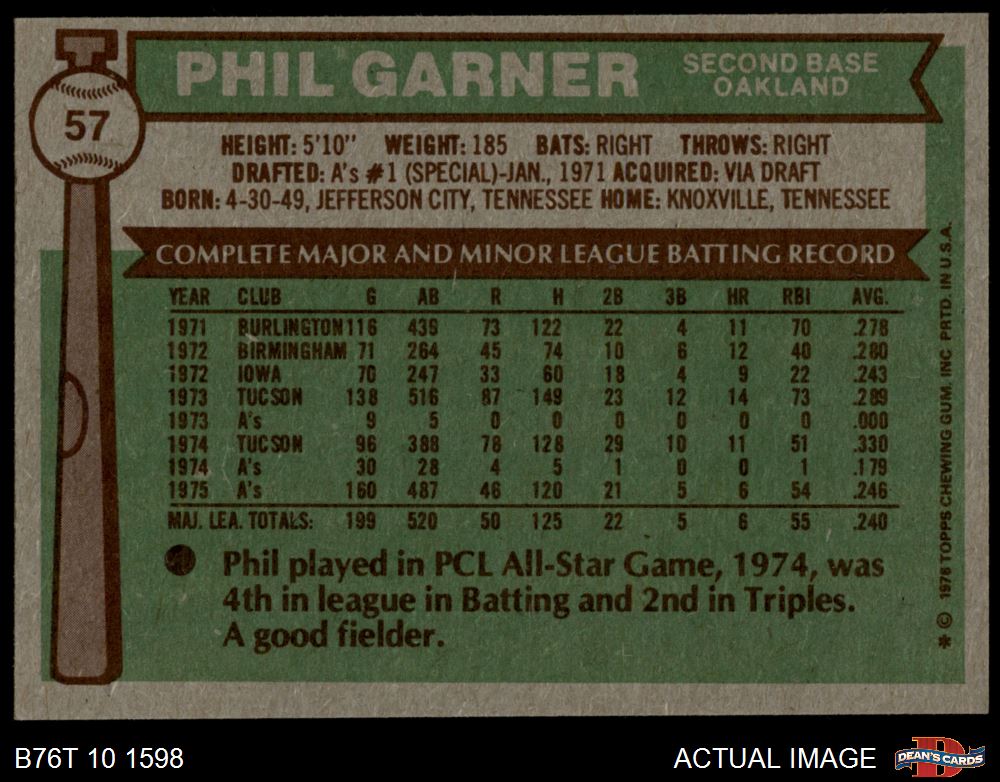 PHIL GARNER
SECOND BASE
OAKLAND
57
HEIGHT: 5'10" WEIGHT: 185 BATS: RIGHT THROWS: RIGHT
DRAFTED: A's #1 (SPECIAL)-JAN., 1971 ACQUIRED: VIA DRAFT
BORN: 4-30-49, JEFFERSON CITY, TENNESSEE HOME: KNOXVILLE, TENNESSEE
COMPLETE MAJOR AND MINOR LEAGUE BATTING RECORD
YEAR CLUB G AB R H 2B 3B HR RBI AVG.
1971 BURLINGTON 116 439 73 122 22 4 11 70 .278
1972 BIRMINGHAM 71 264 45 74 10 6 12 40 .280
1972 IOWA 70 247 33 60 18 4 9 22 .243
1973 TUCSON 138 516 87 149 23 12 14 73 .289
1973 A's 9 5 0 0 0 0 0 0 .000
1974 TUCSON 96 388 78 128 29 10 11 51 .330
1974 A's 30 28 4 5 1 0 0 1 .179
1975 A's 160 487 46 120 21 5 6 54 .246
MAJ. LEA. TOTALS: 199 520 50 125 22 5 6 55 .240
Phil played in PCL All-Star Game, 1974, was
4th in league in Batting and 2nd in Triples.
A good fielder.
* © 1976 TOPPS CHEWING GUM. INC PRTD. IN U.S.A.
B76T 10 1598
ACTUAL IMAGE
D
DEAN'S CARDS